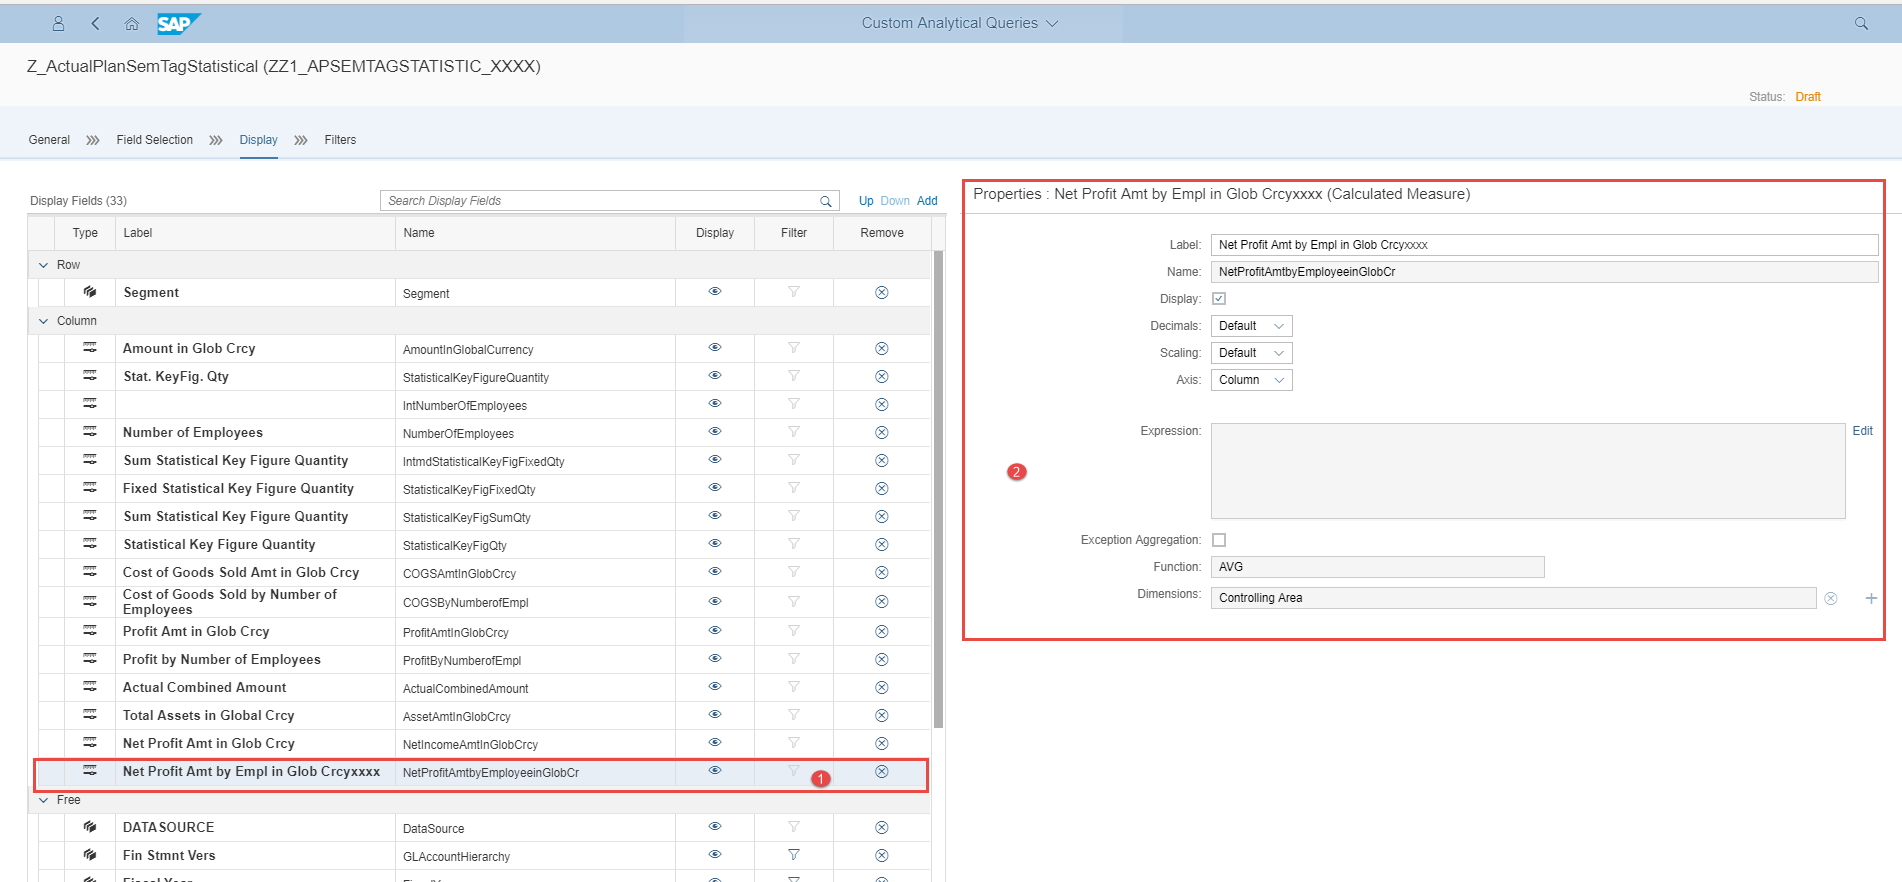 SAP
Custom Analytical Queries
Z_ActualPlanSemTagStatistical (ZZ1_APSEMTAGSTATISTIC_XXXX)
Status: Draft
General Field Selection Display Filters
Display Fields (33) Search Display Fields Up Down Add
Type Label Name Display Filter Remove
Row
Segment Segment
Column
Amount in Glob Crcy AmountInGlobalCurrency
Stat. KeyFig. Qty StatisticalKeyFigureQuantity
IntNumberOfEmployees
Number of Employees NumberOfEmployees
Sum Statistical Key Figure Quantity IntmdStatisticalKeyFigFixedQty
Fixed Statistical Key Figure Quantity StatisticalKeyFigFixedQty
Sum Statistical Key Figure Quantity StatisticalKeyFigSumQty
Statistical Key Figure Quantity StatisticalKeyFigQty
Cost of Goods Sold Amt in Glob Crcy COGSAmtInGlobCrcy
Cost of Goods Sold by Number of
Employees COGSByNumberofEmpl
Profit Amt in Glob Crcy ProfitAmtInGlobCrcy
Profit by Number of Employees ProfitByNumberofEmpl
Actual Combined Amount ActualCombinedAmount
Total Assets in Global Crcy AssetAmtInGlobCrcy
Net Profit Amt in Glob Crcy NetIncomeAmtInGlobCrcy
Net Profit Amt by Empl in Glob Crcyxxxx NetProfitAmtbyEmployeeinGlobCr
1
Free
DATASOURCE DataSource
Fin Stmnt Vers GLAccountHierarchy
Fiscal Year
Properties : Net Profit Amt by Empl in Glob Crcyxxxx (Calculated Measure)
Label: Net Profit Amt by Empl in Glob Crcyxxxx
Name: NetProfitAmtbyEmployeeinGlobCr
Display:
Decimals: Default
Scaling: Default
Axis: Column
Expression: Edit
2
Exception Aggregation:
Function: AVG
Dimensions: Controlling Area